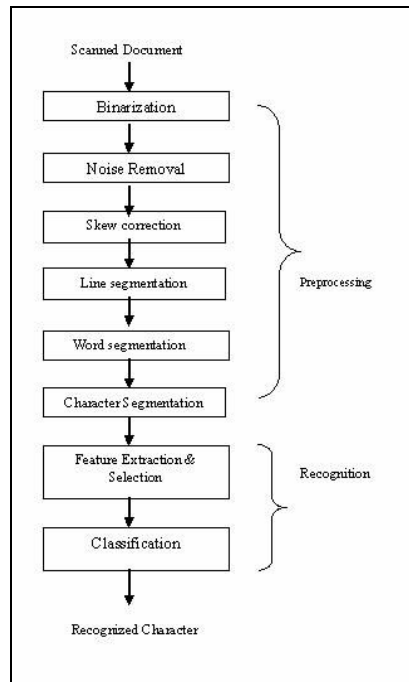 Scanned Document
Binarization
Noise Removal
Skew correction
Line segmentation
Preprocessing
Word segmentation
Character Segmentation
Feature Extraction &
Selection
Recognition
Classification
Recognized Character